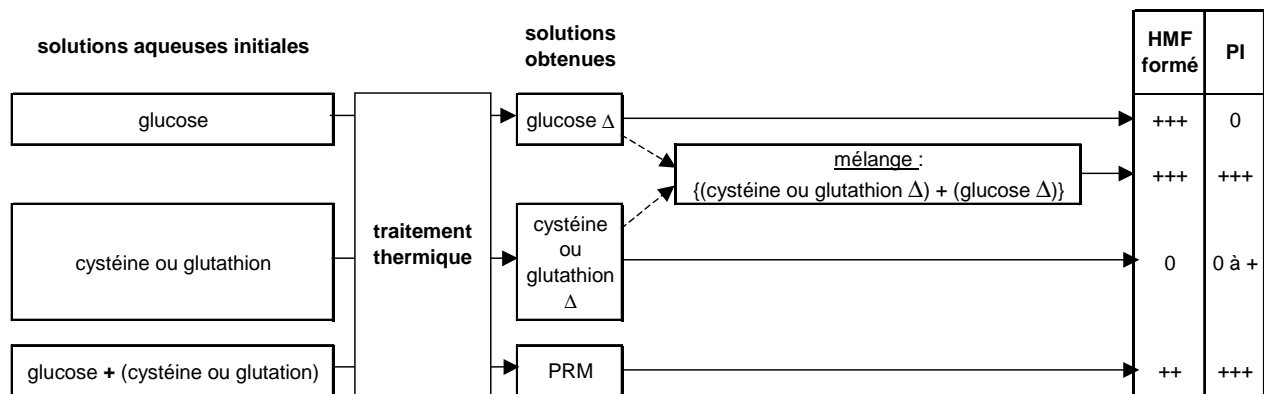 solutions aqueuses initiales
solutions
obtenues
HMF
formé
PI
glucose
glucose Δ
+++
0
mélange :
{(cystéine ou glutathion Δ) + (glucose Δ)}
+++
+++
traitement
thermique
cystéine ou glutathion
cystéine
ou
glutathion
Δ
0
0 à +
glucose + (cystéine ou glutation)
PRM
++
+++